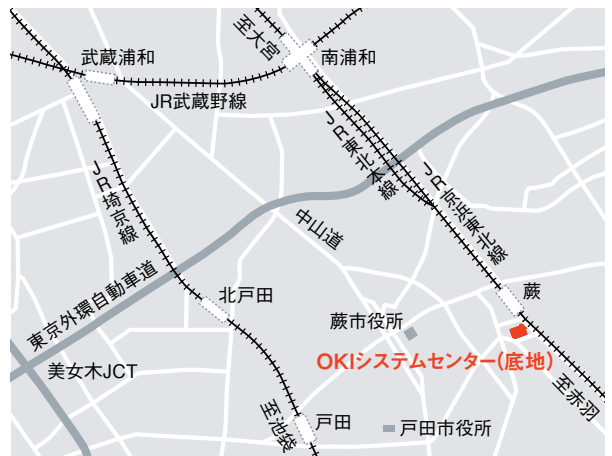 至大宮
武蔵浦和
南浦和
JR武蔵野線
JR東北本線
JR埼京線
JR京浜東北線
中山道
東京外環自動車道
北戸田
蕨
蕨市役所
OKIシステムセンター(底地)
美女木JCT
至赤羽
至池袋
戸田
戸田市役所